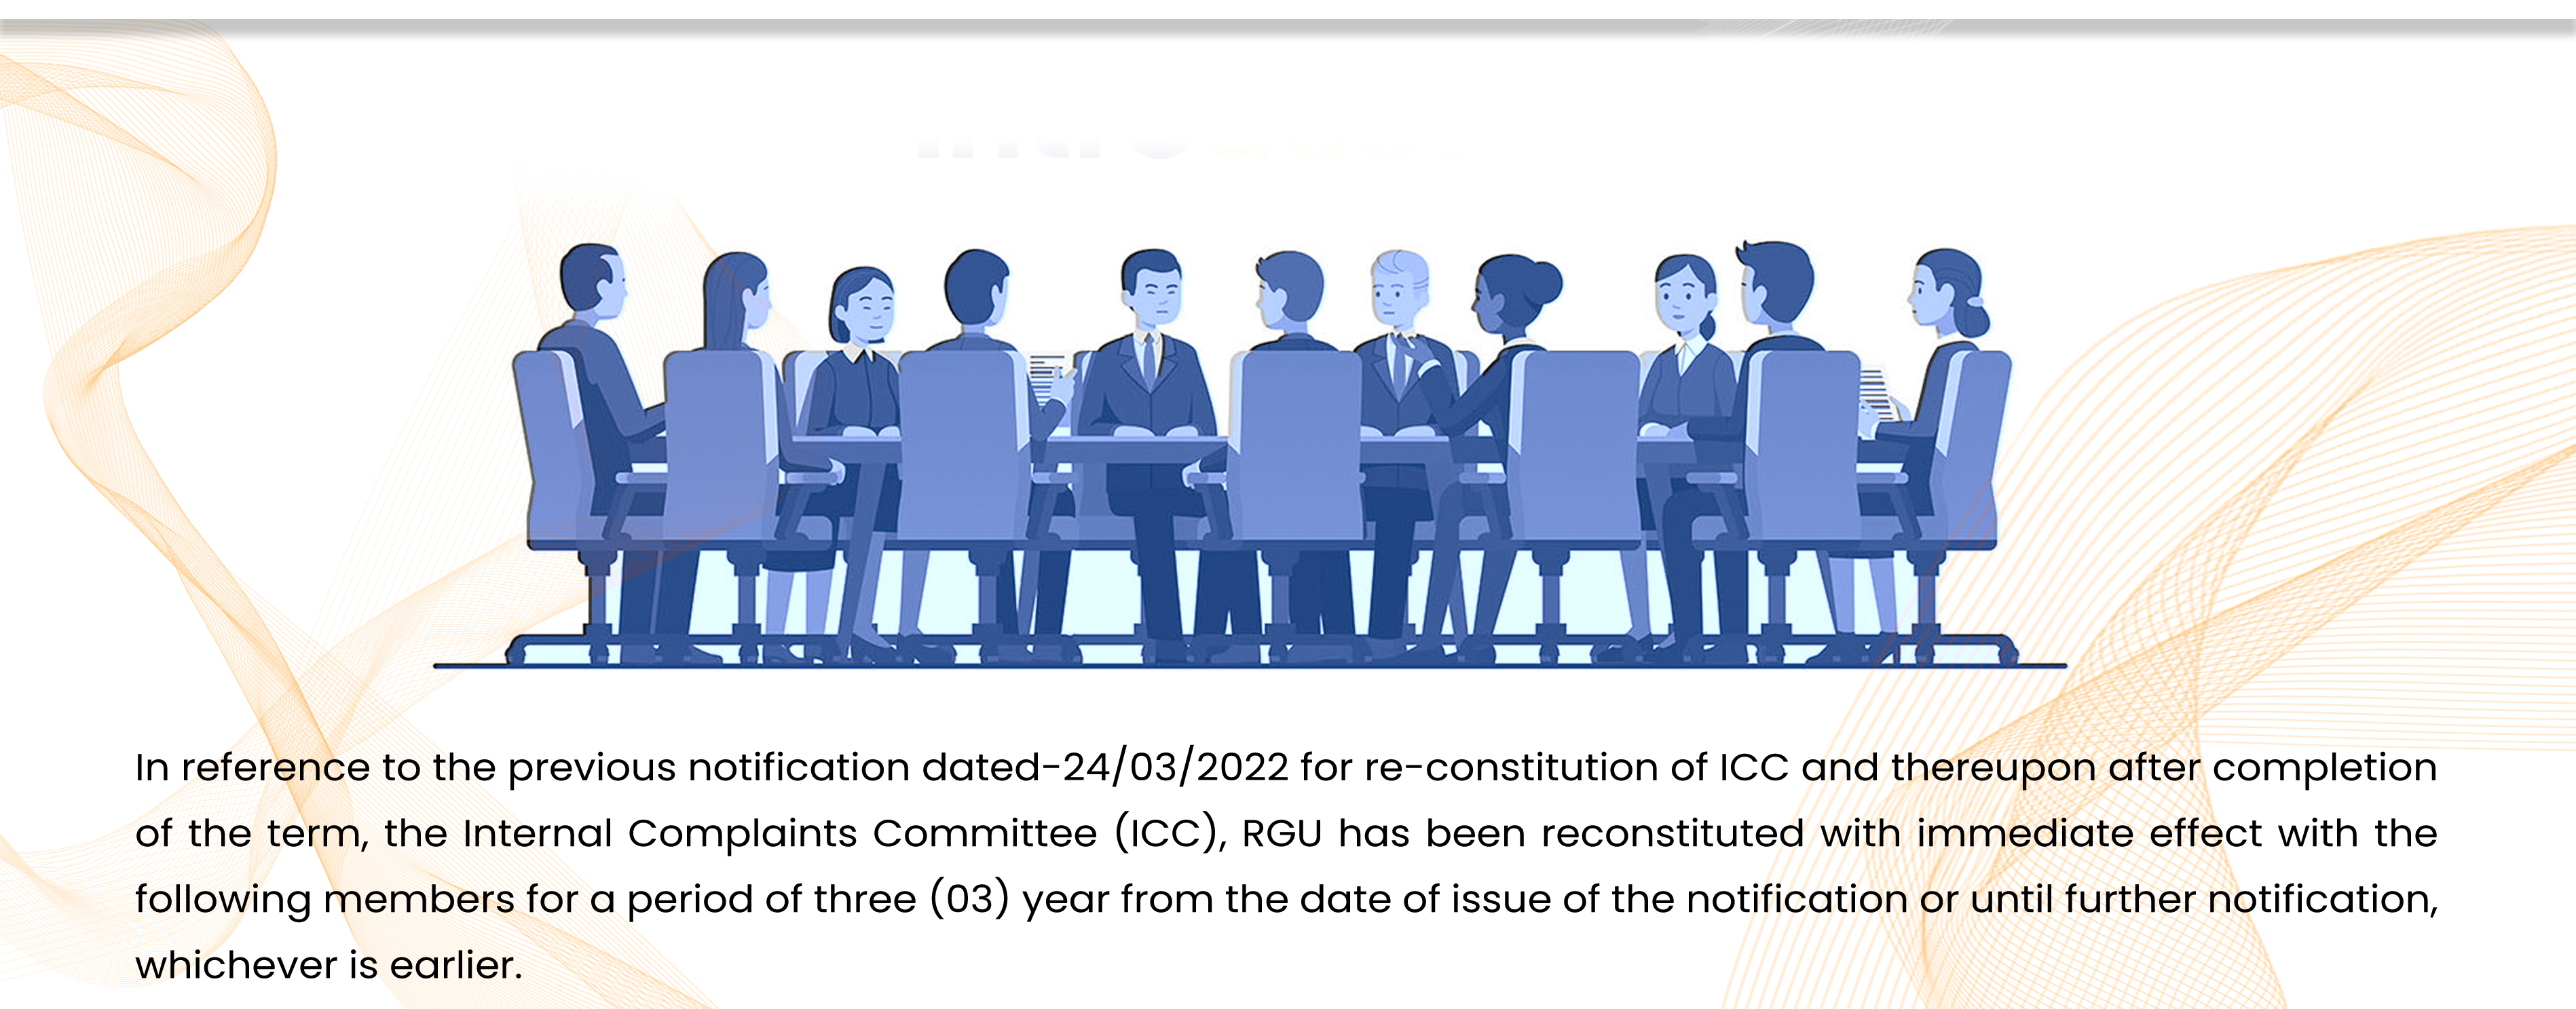 In reference to the previous notification dated-24/03/2022 for re-constitution of ICC and thereupon after completion
of the term, the Internal Complaints Committee (ICC), RGU has been reconstituted with immediate effect with the
following members for a period of three (03) year from the date of issue of the notification or until further notification,
whichever is earlier.